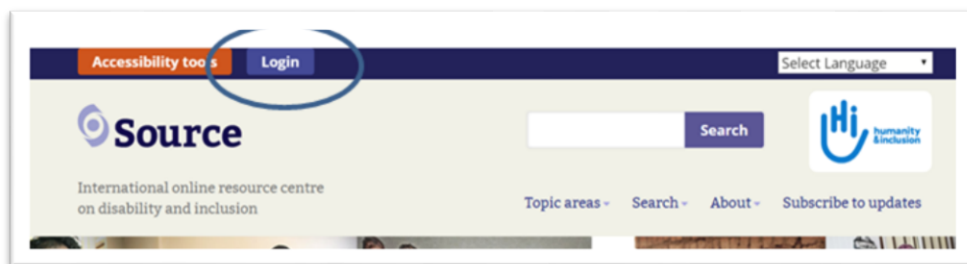 Accessibility tools Login Select Language
Source
Search
Hi humanity
&inclusion
International online resource centre
on disability and inclusion
Topic areas Search About Subscribe to updates